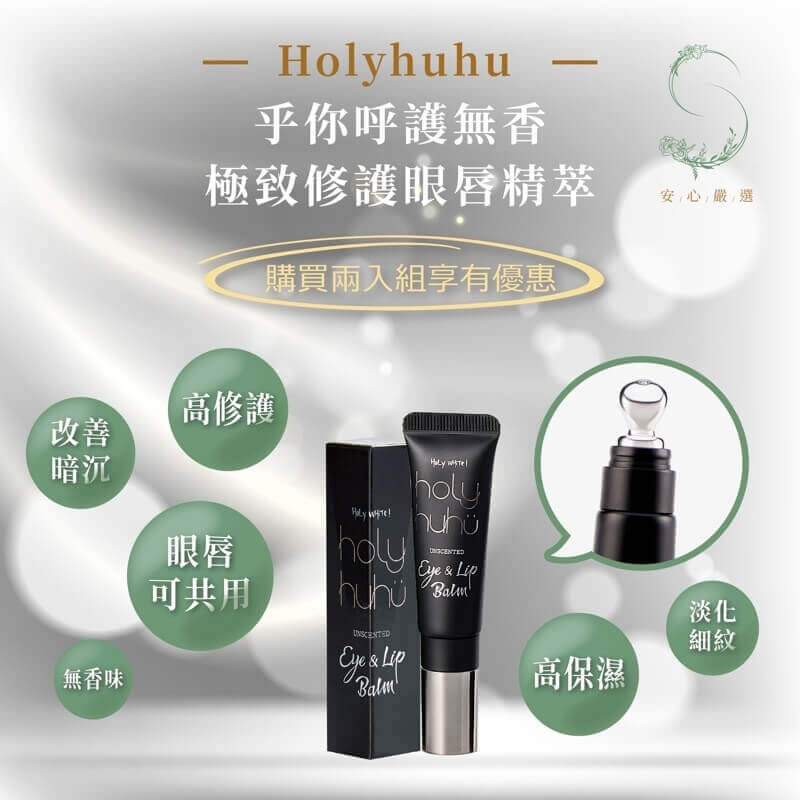 — Holyhuhu —
乎你呼護無香
極致修護眼唇精萃
安/心/嚴/選
購買兩入組享有優惠
高修護
改善
暗沉
眼唇
可共用
無香味
HOLY WHITE!
holy
huhü
UNSCENTED
Eye & Lip
Balm
HOLY WHITE!
holy
huhü
UNSCENTED
Eye & Lip
Balm
淡化
細紋
高保濕